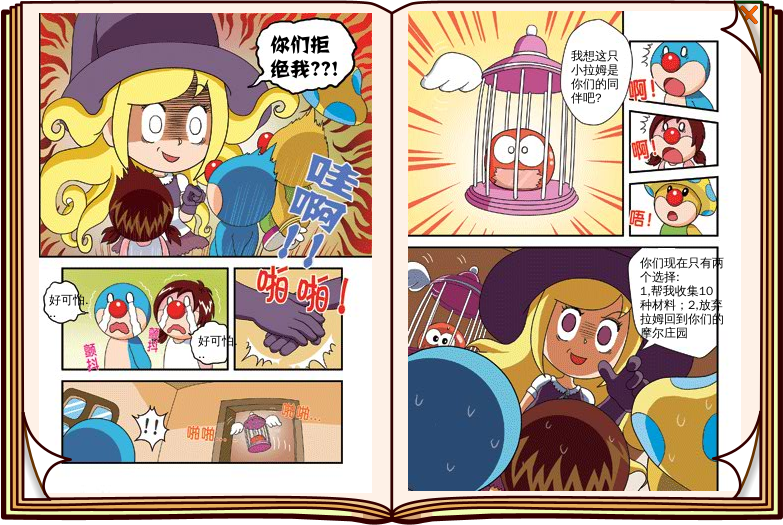 你们拒
绝我??!
哇
啊
!!
啪啪!
好可怕.
..
颤
抖
颤
抖
好可怕.
..
!!
啪啪...
啪啪...
我想这只
小拉姆是
你们的同
伴吧?
啊!
啊!
唔!
你们现在只有两
个选择:
1,帮我收集10
种材料；2,放弃
拉姆回到你们的
摩尔庄园